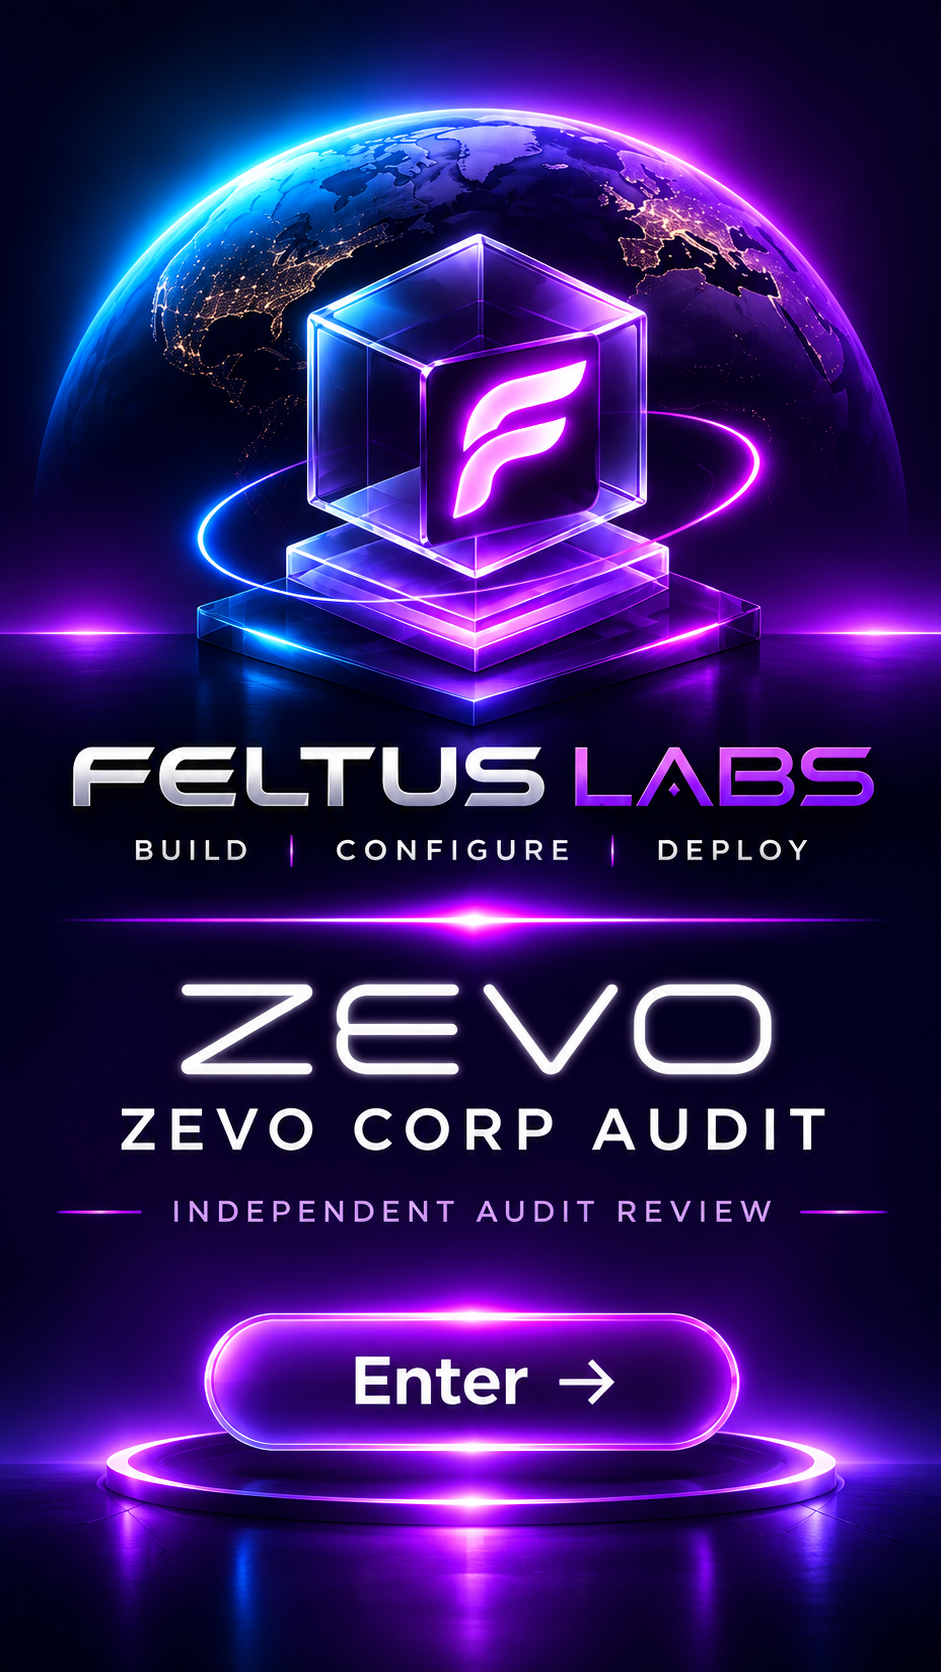 F
FELTUS LABS
BUILD | CONFIGURE | DEPLOY
ZEVO
ZEVO CORP AUDIT
INDEPENDENT AUDIT REVIEW
Enter →